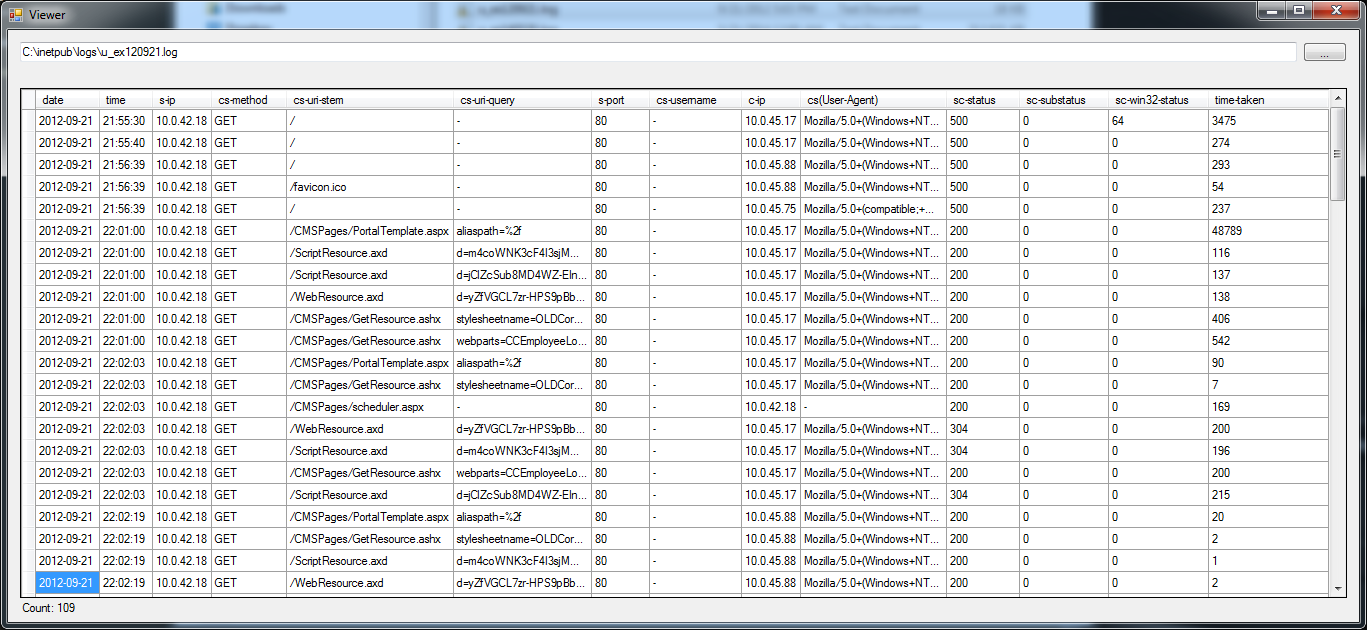 Viewer
C:\inetpub\logs\u_ex120921.log
...
date time s-ip cs-method cs-uri-stem cs-uri-query s-port cs-username c-ip cs(User-Agent) sc-status sc-substatus sc-win32-status time-taken
2012-09-21 21:55:30 10.0.42.18 GET / - 80 - 10.0.45.17 Mozilla/5.0+(Windows+NT... 500 0 64 3475
2012-09-21 21:55:40 10.0.42.18 GET / - 80 - 10.0.45.17 Mozilla/5.0+(Windows+NT... 500 0 0 274
2012-09-21 21:56:39 10.0.42.18 GET / - 80 - 10.0.45.88 Mozilla/5.0+(Windows+NT... 500 0 0 293
2012-09-21 21:56:39 10.0.42.18 GET /favicon.ico - 80 - 10.0.45.88 Mozilla/5.0+(Windows+NT... 500 0 0 54
2012-09-21 21:56:39 10.0.42.18 GET / - 80 - 10.0.45.75 Mozilla/5.0+(compatible;+... 500 0 0 237
2012-09-21 22:01:00 10.0.42.18 GET /CMSPages/PortalTemplate.aspx aliaspath=%2f 80 - 10.0.45.17 Mozilla/5.0+(Windows+NT... 200 0 0 48789
2012-09-21 22:01:00 10.0.42.18 GET /ScriptResource.axd d=m4coWNK3cF4I3sjM... 80 - 10.0.45.17 Mozilla/5.0+(Windows+NT... 200 0 0 116
2012-09-21 22:01:00 10.0.42.18 GET /ScriptResource.axd d=jClZcSub8MD4WZ-EIn... 80 - 10.0.45.17 Mozilla/5.0+(Windows+NT... 200 0 0 137
2012-09-21 22:01:00 10.0.42.18 GET /WebResource.axd d=yZfVGCL7zr-HPS9pBb... 80 - 10.0.45.17 Mozilla/5.0+(Windows+NT... 200 0 0 138
2012-09-21 22:01:00 10.0.42.18 GET /CMSPages/GetResource.ashx stylesheetname=OLDCor... 80 - 10.0.45.17 Mozilla/5.0+(Windows+NT... 200 0 0 406
2012-09-21 22:01:00 10.0.42.18 GET /CMSPages/GetResource.ashx webparts=CCEmployeeLo... 80 - 10.0.45.17 Mozilla/5.0+(Windows+NT... 200 0 0 542
2012-09-21 22:02:03 10.0.42.18 GET /CMSPages/PortalTemplate.aspx aliaspath=%2f 80 - 10.0.45.17 Mozilla/5.0+(Windows+NT... 200 0 0 90
2012-09-21 22:02:03 10.0.42.18 GET /CMSPages/GetResource.ashx stylesheetname=OLDCor... 80 - 10.0.45.17 Mozilla/5.0+(Windows+NT... 200 0 0 7
2012-09-21 22:02:03 10.0.42.18 GET /CMSPages/scheduler.aspx - 80 - 10.0.42.18 - 200 0 0 169
2012-09-21 22:02:03 10.0.42.18 GET /WebResource.axd d=yZfVGCL7zr-HPS9pBb... 80 - 10.0.45.17 Mozilla/5.0+(Windows+NT... 304 0 0 200
2012-09-21 22:02:03 10.0.42.18 GET /ScriptResource.axd d=m4coWNK3cF4I3sjM... 80 - 10.0.45.17 Mozilla/5.0+(Windows+NT... 304 0 0 196
2012-09-21 22:02:03 10.0.42.18 GET /CMSPages/GetResource.ashx webparts=CCEmployeeLo... 80 - 10.0.45.17 Mozilla/5.0+(Windows+NT... 200 0 0 200
2012-09-21 22:02:03 10.0.42.18 GET /ScriptResource.axd d=jClZcSub8MD4WZ-EIn... 80 - 10.0.45.17 Mozilla/5.0+(Windows+NT... 304 0 0 215
2012-09-21 22:02:19 10.0.42.18 GET /CMSPages/PortalTemplate.aspx aliaspath=%2f 80 - 10.0.45.88 Mozilla/5.0+(Windows+NT... 200 0 0 20
2012-09-21 22:02:19 10.0.42.18 GET /CMSPages/GetResource.ashx stylesheetname=OLDCor... 80 - 10.0.45.88 Mozilla/5.0+(Windows+NT... 200 0 0 2
2012-09-21 22:02:19 10.0.42.18 GET /ScriptResource.axd d=m4coWNK3cF4I3sjM... 80 - 10.0.45.88 Mozilla/5.0+(Windows+NT... 200 0 0 1
2012-09-21 22:02:19 10.0.42.18 GET /WebResource.axd d=yZfVGCL7zr-HPS9pBb... 80 - 10.0.45.88 Mozilla/5.0+(Windows+NT... 200 0 0 2
Count: 109